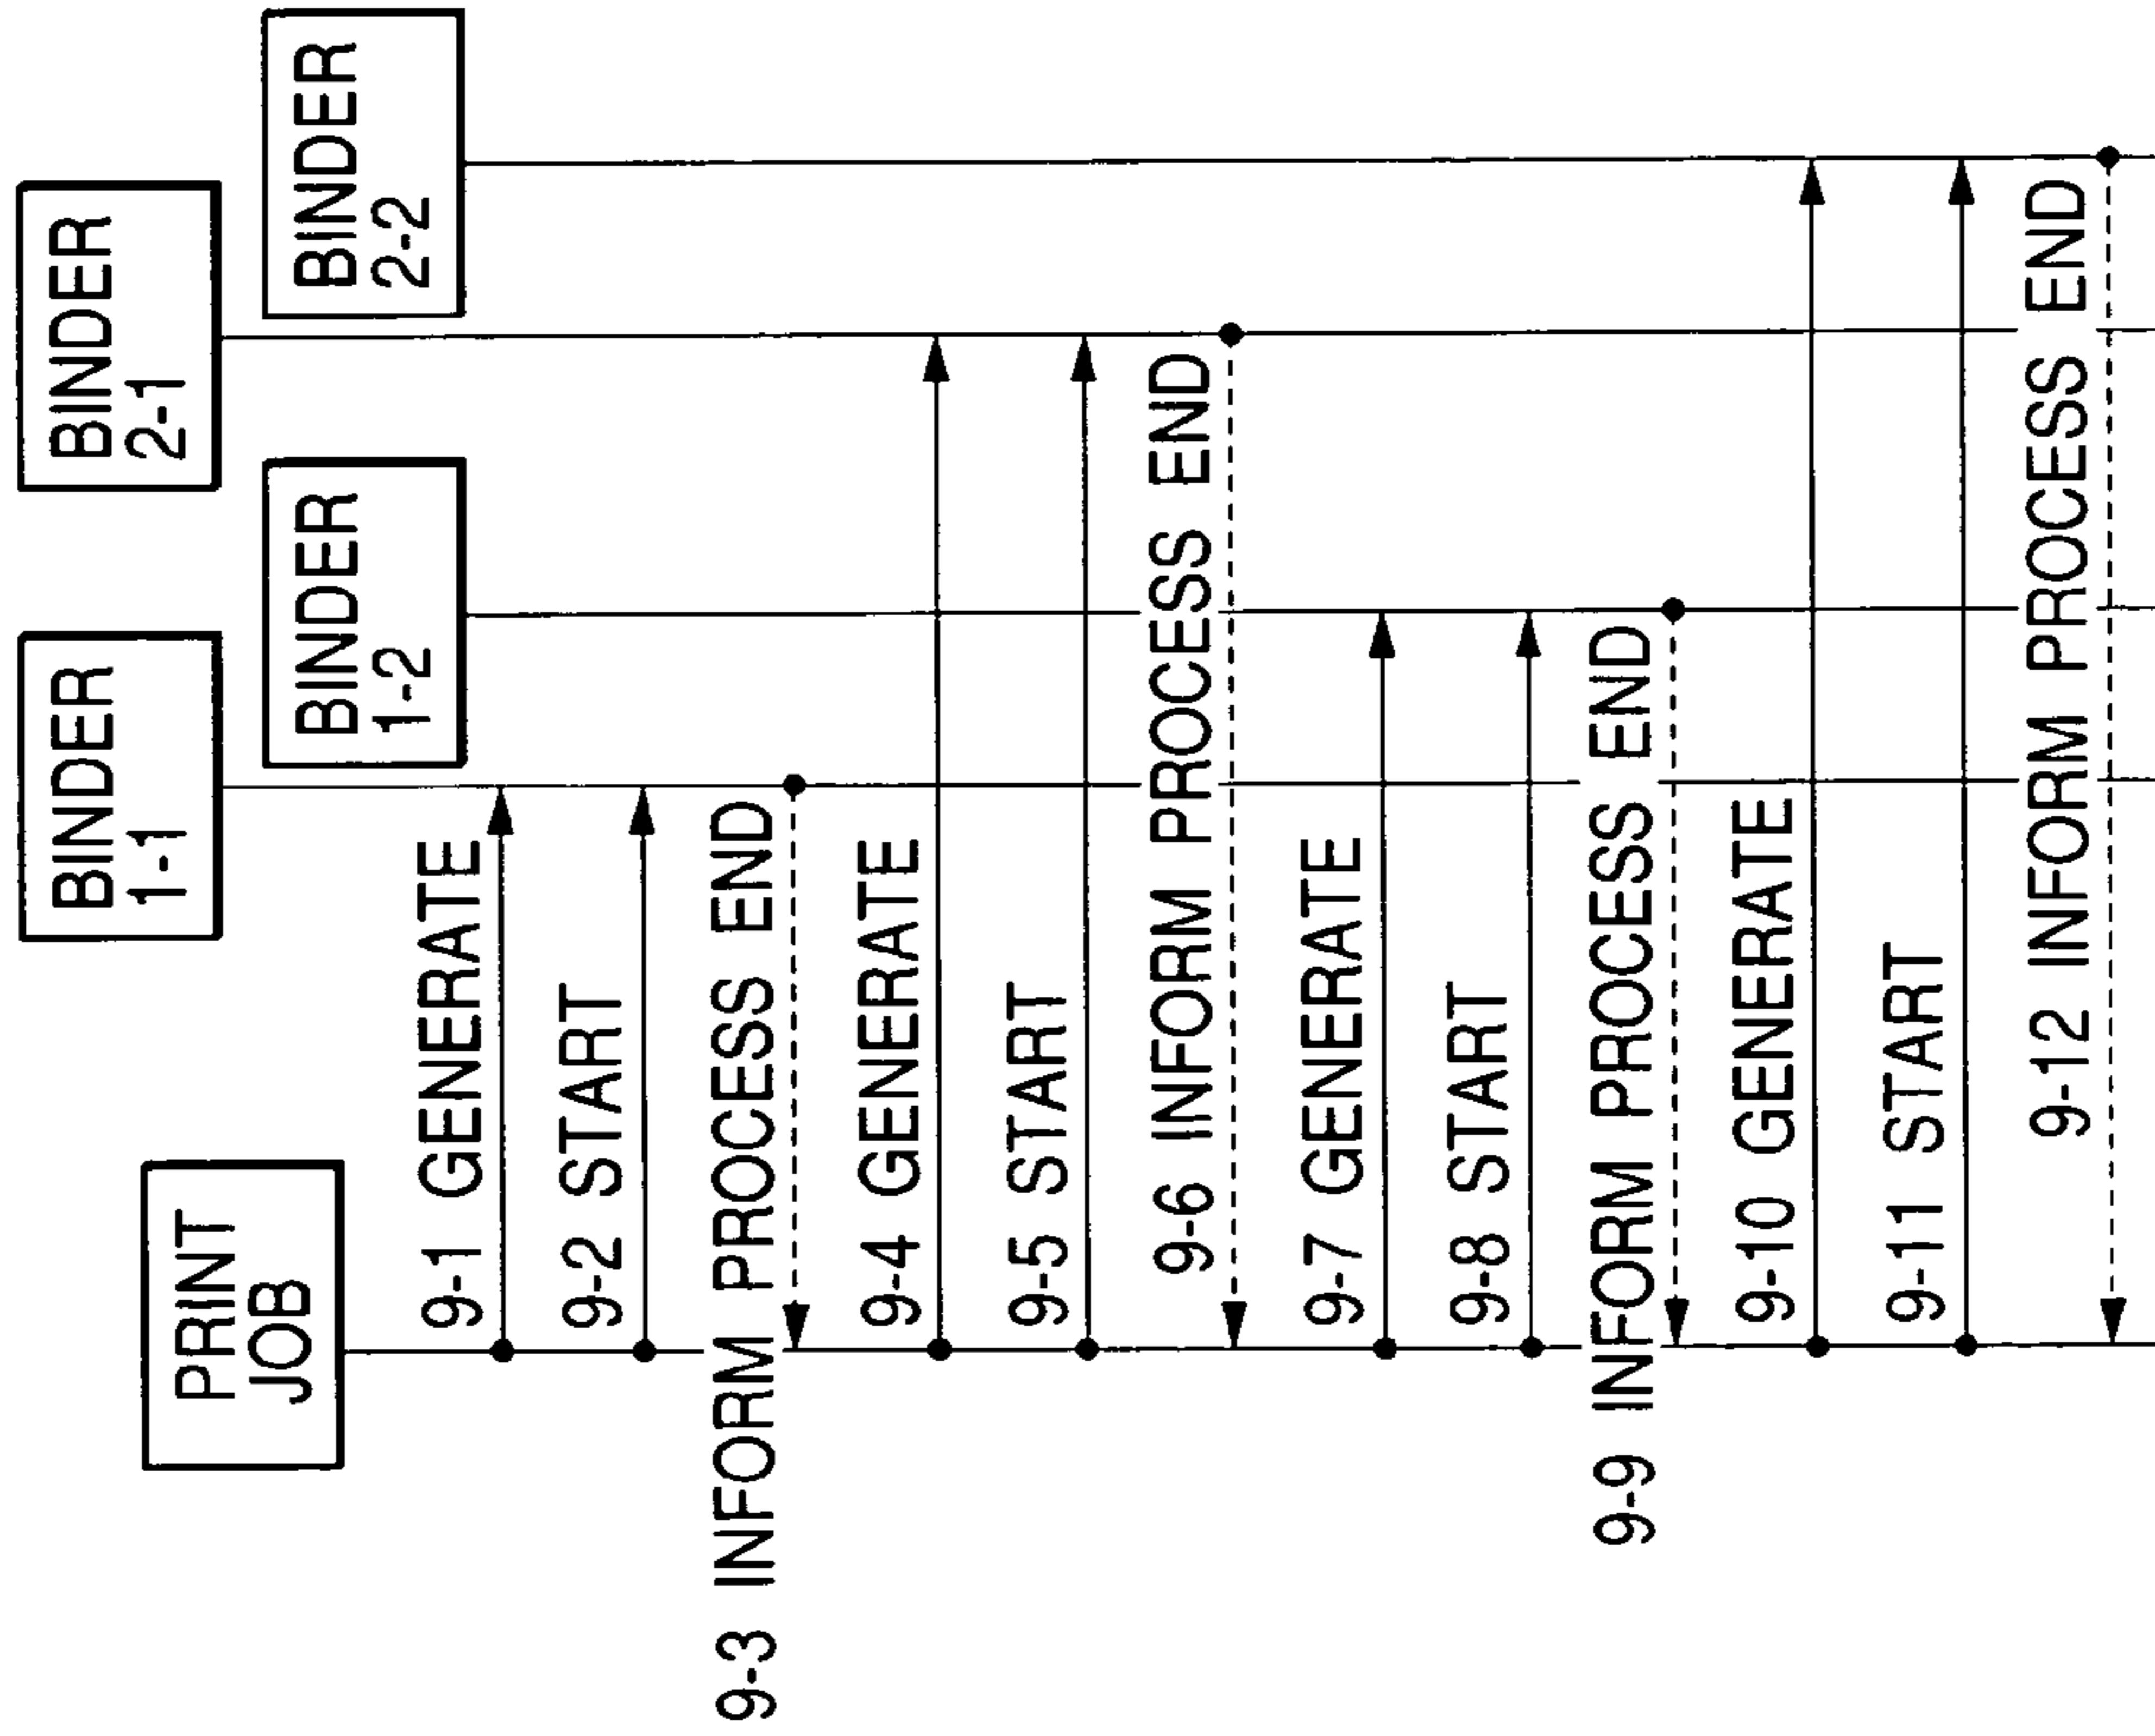 PRINT
JOB
BINDER
1-1
BINDER
1-2
BINDER
2-1
BINDER
2-2
9-1 GENERATE
9-2 START
9-3 INFORM PROCESS END
9-4 GENERATE
9-5 START
9-6 INFORM PROCESS END
9-7 GENERATE
9-8 START
9-9 INFORM PROCESS END
9-10 GENERATE
9-11 START
9-12 INFORM PROCESS END